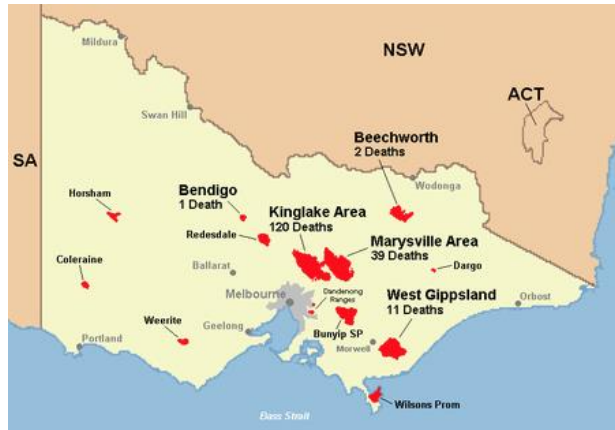 Mildura
NSW
Swan Hill
ACT
Beechworth
2 Deaths
SA
Wodonga
Horsham
Bendigo
1 Death
Kinglake Area
120 Deaths
Redesdale
Marysville Area
39 Deaths
Coleraine
Ballarat
Dargo
Melbourne
Dandenong
Ranges
West Gippsland
11 Deaths
Orbost
Weerite
Geelong
Bunyip SP
Portland
Morwell
Wilsons Prom
Bass Strait